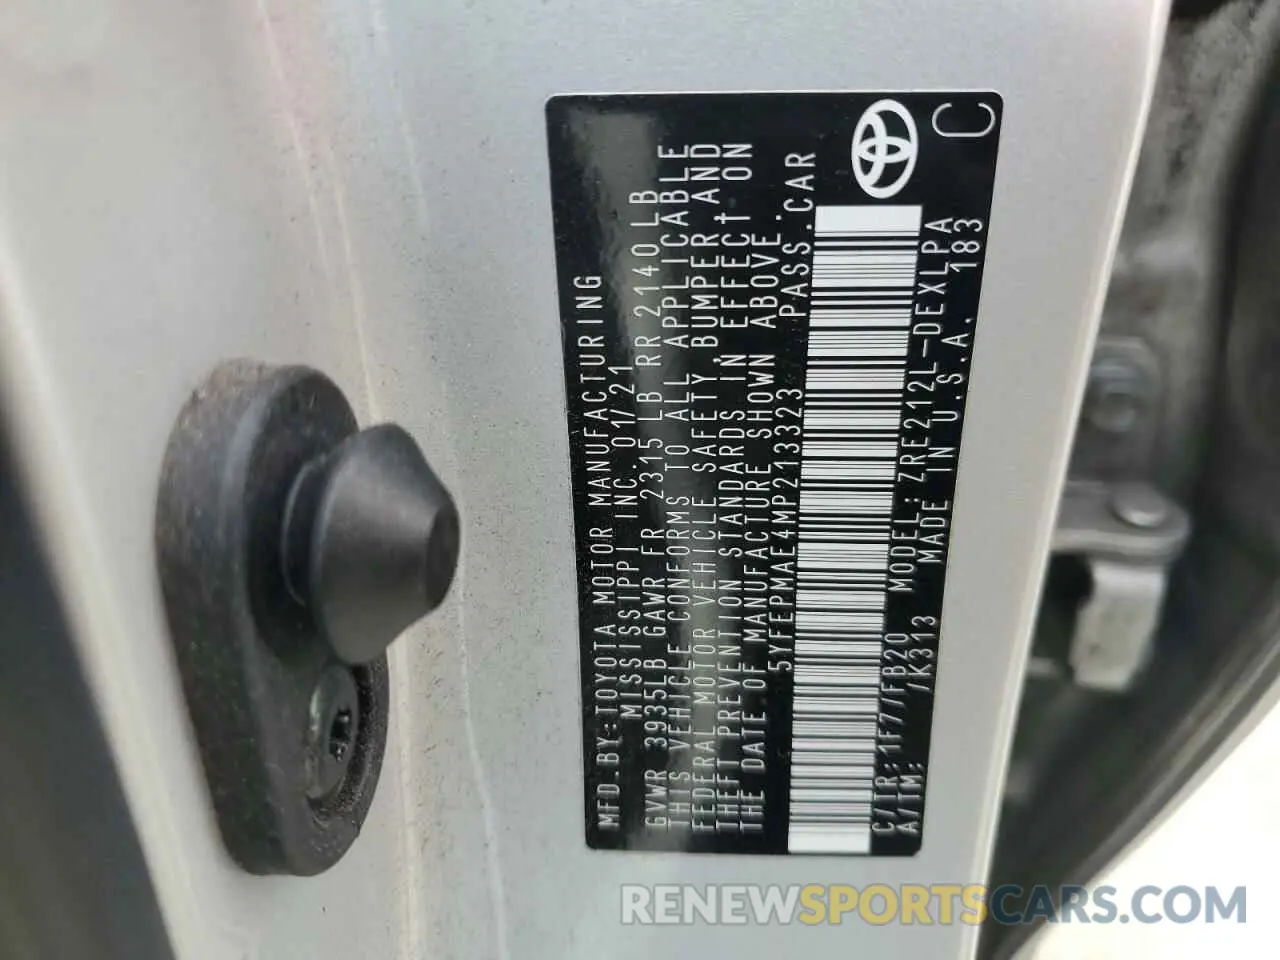 MFD.BY:TOYOTA MOTOR MANUFACTURING
MISSISSIPPI INC. 01/21
GVWR 3935LB GAWR FR 2315 LB RR 2140LB
THIS VEHICLE CONFORMS TO ALL APPLICABLE
FEDERAL MOTOR VEHICLE SAFETY, BUMPER, AND
THEFT PREVENTION STANDARDS IN EFFECT ON
THE DATE OF MANUFACTURE SHOWN ABOVE.
5YFEPMAE4MP213323 PASS.CAR
C/TR:1F7/FB20 MODEL:ZRE212L-DEXLPA
A/TM: /K313 MADE IN U.S.A. 183
C
RENEWSPORTSCARS.COM